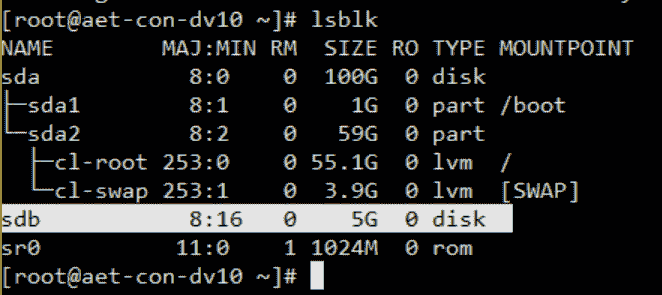 [root@aet-con-dv10 ~]# lsblk
NAME            MAJ:MIN RM  SIZE RO TYPE MOUNTPOINT
sda               8:0    0  100G  0 disk
├─sda1            8:1    0    1G  0 part /boot
└─sda2            8:2    0   59G  0 part
  ├─cl-root 253:0    0 55.1G  0 lvm  /
  └─cl-swap 253:1    0  3.9G  0 lvm  [SWAP]
sdb               8:16   0    5G  0 disk
sr0              11:0    1 1024M  0 rom
[root@aet-con-dv10 ~]#